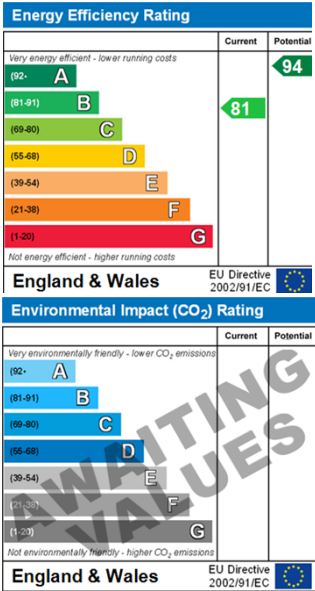 Energy Efficiency Rating
Current Potential
Very energy efficient - lower running costs
(92+ A
94
(81-91) B
81
(69-80) C
(55-68) D
(39-54) E
(21-38) F
(1-20) G
Not energy efficient - higher running costs
England & Wales
EU Directive
2002/91/EC
Environmental Impact (CO2) Rating
Current Potential
Very environmentally friendly - lower CO2 emissions
(92+ A
(81-91) B
(69-80) C
(55-68) D
(39-54) E
(21-38) F
(1-20) G
AWAITING
VALUES
Not environmentally friendly - higher CO2 emissions
England & Wales
EU Directive
2002/91/EC